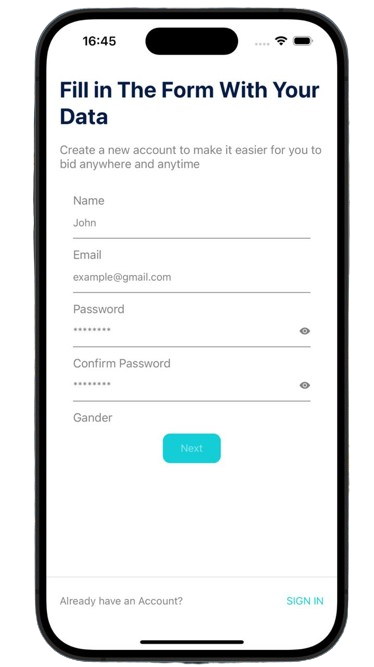 16:45
Fill in The Form With Your
Data
Create a new account to make it easier for you to
bid anywhere and anytime
Name
John
Email
example@gmail.com
Password
••••••••
Confirm Password
••••••••
Gander
Next
Already have an Account? SIGN IN